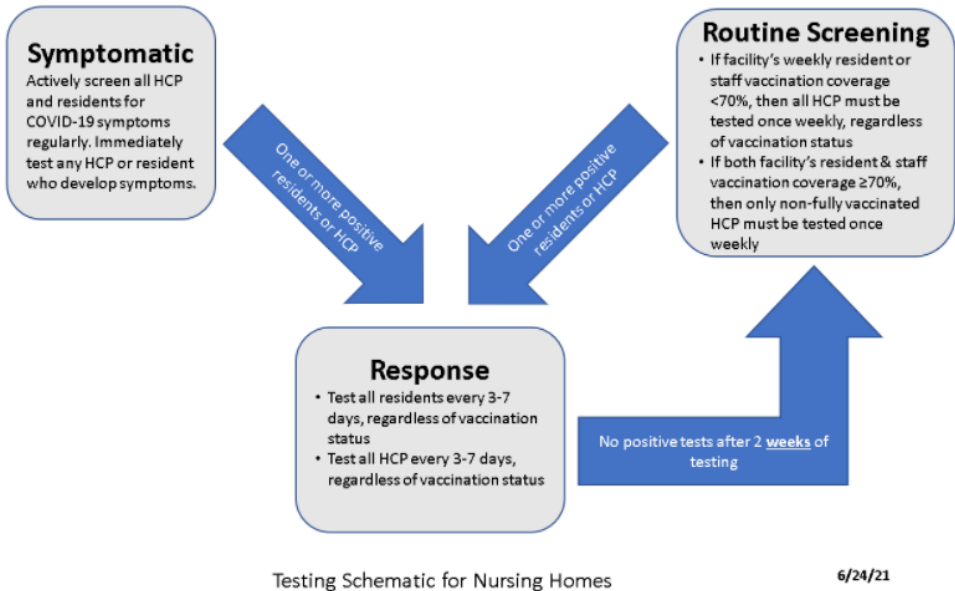 Symptomatic
Actively screen all HCP
and residents for
COVID-19 symptoms
regularly. Immediately
test any HCP or resident
who develop symptoms.
Routine Screening
• If facility's weekly resident or
staff vaccination coverage
<70%, then all HCP must be
tested once weekly, regardless
of vaccination status
• If both facility's resident & staff
vaccination coverage ≥70%,
then only non-fully vaccinated
HCP must be tested once
weekly
One or more positive
residents or HCP
One or more positive
residents or HCP
Response
• Test all residents every 3-7
days, regardless of vaccination
status
• Test all HCP every 3-7 days,
regardless of vaccination status
No positive tests after 2 weeks of
testing
Testing Schematic for Nursing Homes
6/24/21